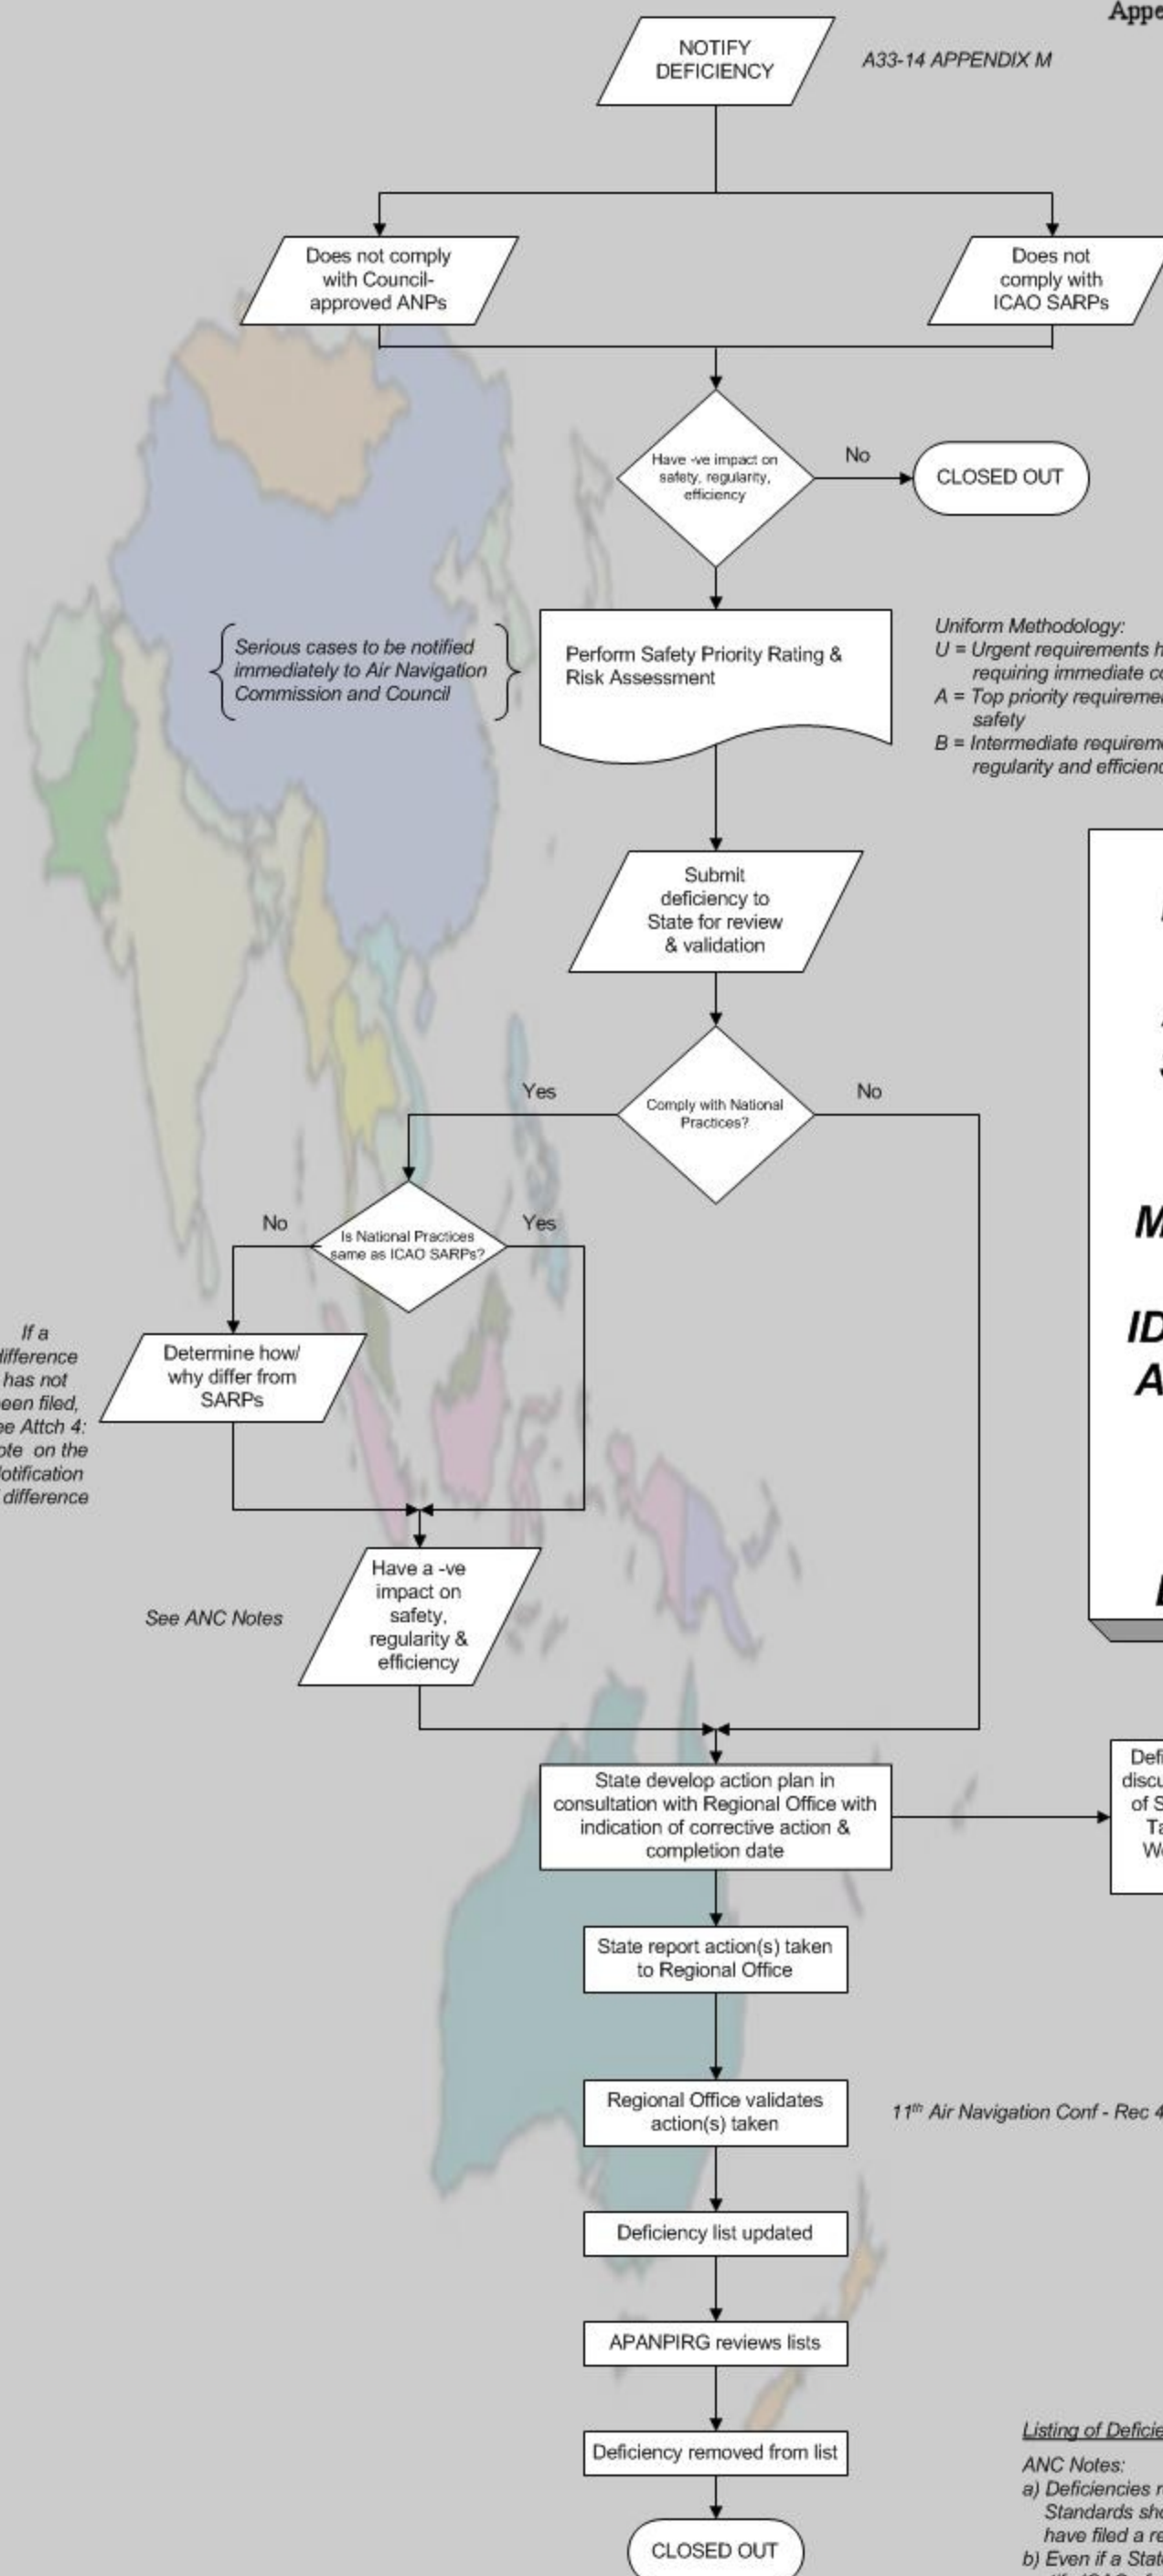 Appe
NOTIFY
DEFICIENCY
A33-14 APPENDIX M
Does not comply
with Council-
approved ANPs
Does not
comply with
ICAO SARPs
Have -ve impact on
safety, regularity,
efficiency
No
CLOSED OUT
Serious cases to be notified
immediately to Air Navigation
Commission and Council
Perform Safety Priority Rating &
Risk Assessment
Uniform Methodology:
U = Urgent requirements h
requiring immediate co
A = Top priority requireme
safety
B = Intermediate requireme
regularity and efficienc
Submit
deficiency to
State for review
& validation
Yes
Comply with National
Practices?
No
No
Is National Practices
same as ICAO SARPs?
Yes
M
ID
A
If a
difference
has not
een filed,
ee Attch 4:
ote on the
lotification
difference
Determine how/
why differ from
SARPs
See ANC Notes
Have a -ve
impact on
safety,
regularity &
efficiency
State develop action plan in
consultation with Regional Office with
indication of corrective action &
completion date
Defi
discu
of S
Ta
Wo
State report action(s) taken
to Regional Office
Regional Office validates
action(s) taken
11th Air Navigation Conf - Rec 4
Deficiency list updated
APANPIRG reviews lists
Deficiency removed from list
CLOSED OUT
Listing of Deficie
ANC Notes:
a) Deficiencies r
Standards sho
have filed a re
b) Even if a State